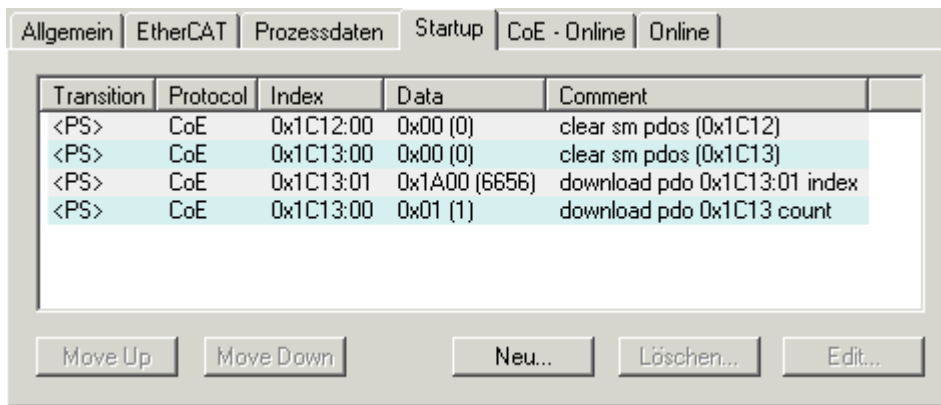 Allgemein EtherCAT Prozessdaten Startup CoE - Online Online
Transition Protocol Index Data Comment
<PS> CoE 0x1C12:00 0x00 (0) clear sm pdos (0x1C12)
<PS> CoE 0x1C13:00 0x00 (0) clear sm pdos (0x1C13)
<PS> CoE 0x1C13:01 0x1A00 (6656) download pdo 0x1C13:01 index
<PS> CoE 0x1C13:00 0x01 (1) download pdo 0x1C13 count
Move Up Move Down Neu... Löschen... Edit...